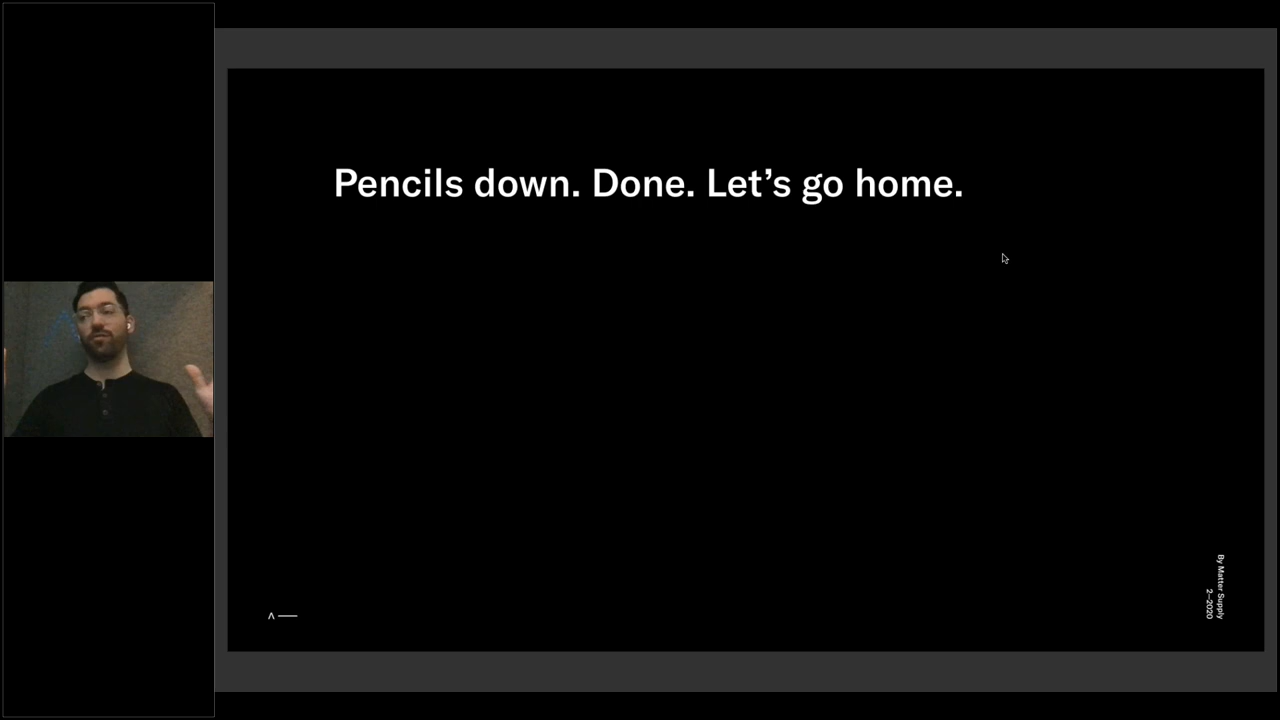 Pencils down. Done. Let’s go home.
By Matter Supply
2–2020